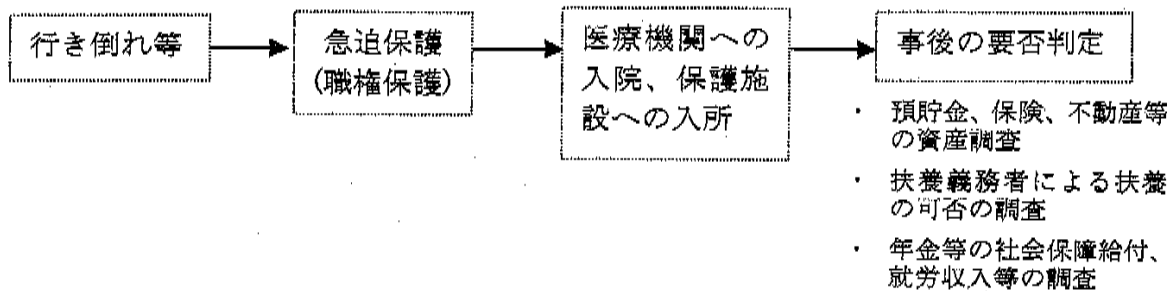 行き倒れ等
急迫保護
(職権保護)
医療機関への
入院、保護施
設への入所
事後の要否判定
・ 預貯金、保険、不動産等
の資産調査
・ 扶養義務者による扶養
の可否の調査
・ 年金等の社会保障給付、
就労収入等の調査